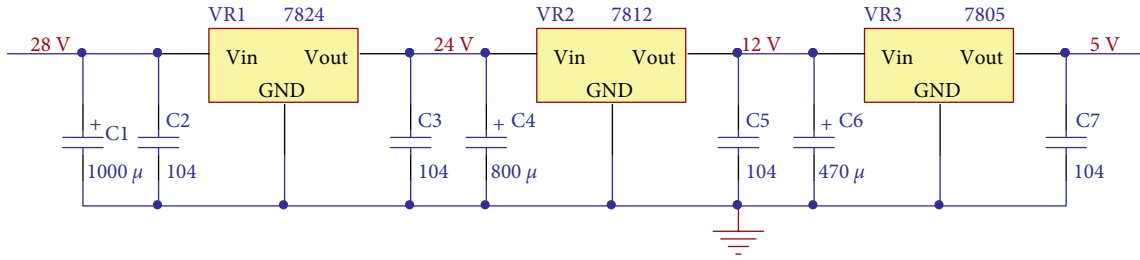 VR1 7824
VR2 7812
VR3 7805
28 V
Vin Vout
GND
24 V
Vin Vout
GND
12 V
Vin Vout
GND
5 V
+ C1
1000 μ
C2
104
C3
104
+ C4
800 μ
C5
104
+ C6
470 μ
C7
104